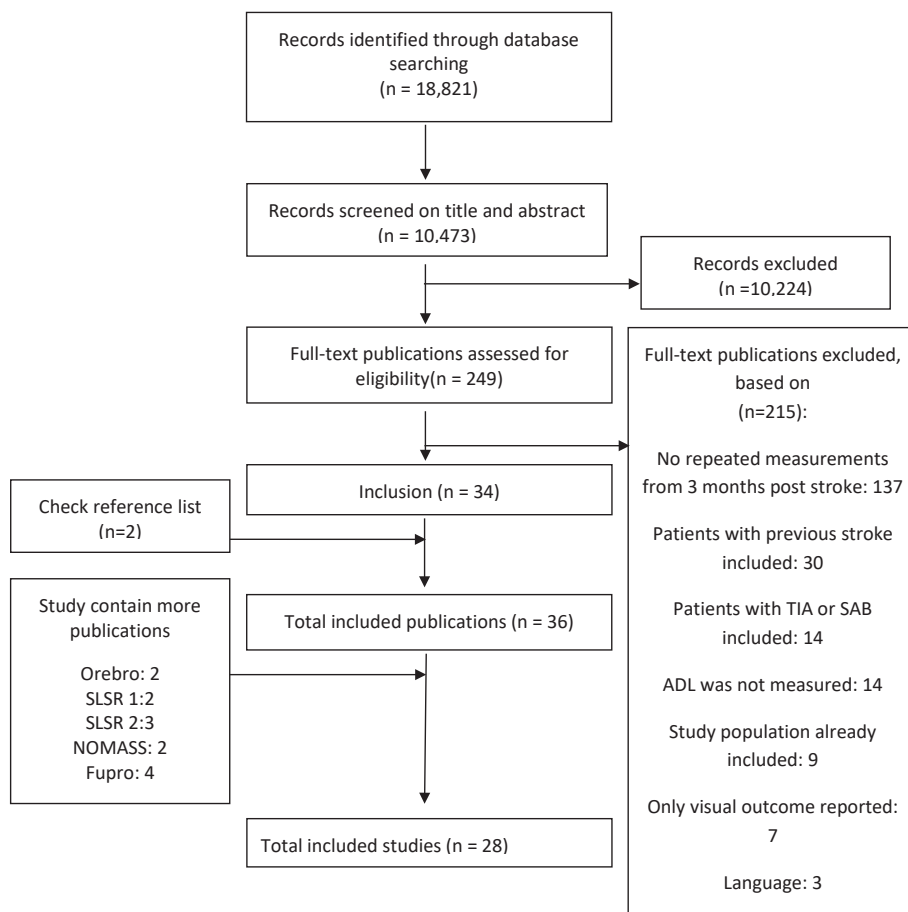 Records identified through database
searching
(n = 18,821)
Records screened on title and abstract
(n = 10,473)
Records excluded
(n =10,224)
Full-text publications assessed for
eligibility(n = 249)
Full-text publications excluded,
based on
(n=215):
No repeated measurements
from 3 months post stroke: 137
Patients with previous stroke
included: 30
Patients with TIA or SAB
included: 14
ADL was not measured: 14
Study population already
included: 9
Only visual outcome reported:
7
Language: 3
Inclusion (n = 34)
Check reference list
(n=2)
Total included publications (n = 36)
Study contain more
publications
Orebro: 2
SLSR 1:2
SLSR 2:3
NOMASS: 2
Fupro: 4
Total included studies (n = 28)